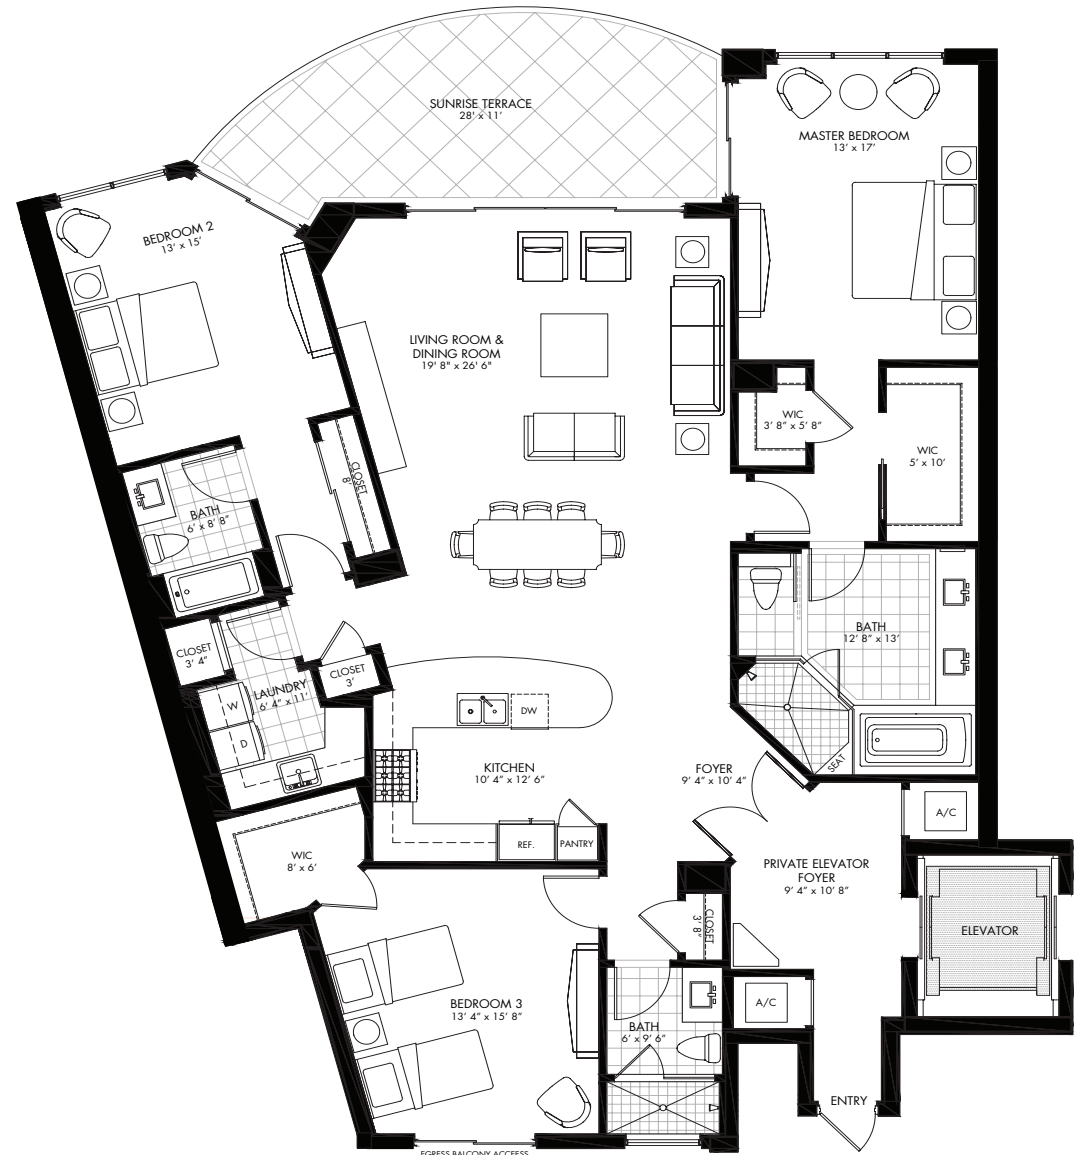 SUNRISE TERRACE
28' x 11'
MASTER BEDROOM
13' x 17'
BEDROOM 2
13' x 15'
LIVING ROOM &
DINING ROOM
19' 8" x 26' 6"
WIC
3' 8" x 5' 8"
WIC
5' x 10'
CLOSET
8'
BATH
6' x 8' 8"
BATH
12' 8" x 13'
CLOSET
3' 4"
CLOSET
3'
LAUNDRY
6' 4" x 11'
W
D
DW
KITCHEN
10' 4" x 12' 6"
FOYER
9' 4" x 10' 4"
SEAT
A/C
REF.
PANTRY
WIC
8' x 6'
PRIVATE ELEVATOR
FOYER
9' 4" x 10' 8"
CLOSET
3' 8"
ELEVATOR
BEDROOM 3
13' 4" x 15' 8"
A/C
BATH
6' x 9' 6"
ENTRY
EGRESS BALCONY ACCESS